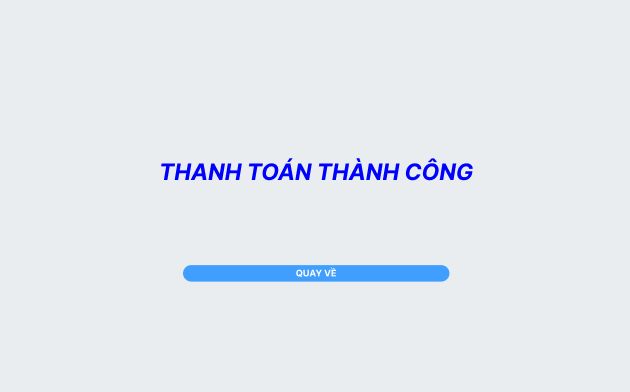 THANH TOÁN THÀNH CÔNG
QUAY VỀ